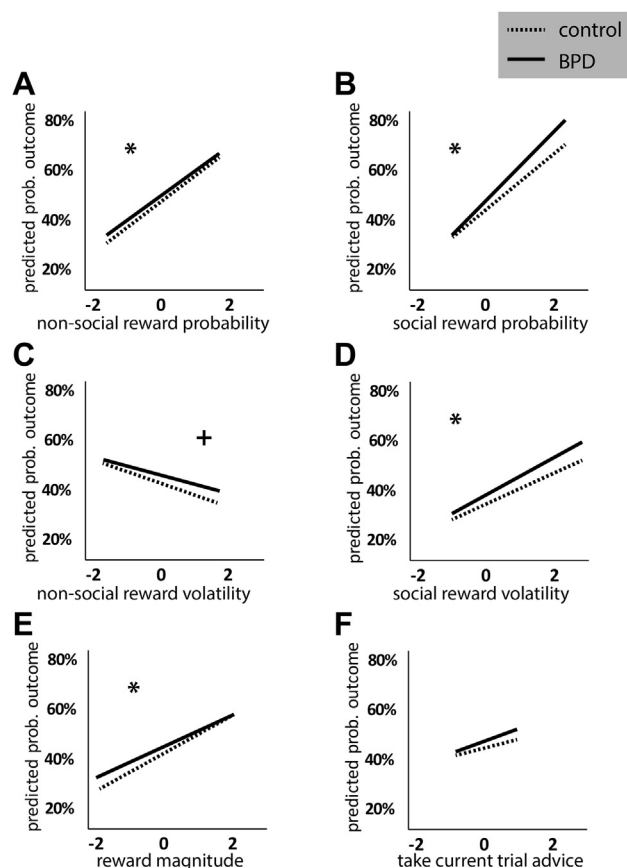 control
BPD
A
predicted prob. outcome
80%
60%
40%
20%
*
-2 0 2
non-social reward probability
B
predicted prob. outcome
80%
60%
40%
20%
*
-2 0 2
social reward probability
C
predicted prob. outcome
80%
60%
40%
20%
+
-2 0 2
non-social reward volatility
D
predicted prob. outcome
80%
60%
40%
20%
*
-2 0 2
social reward volatility
E
predicted prob. outcome
80%
60%
40%
20%
*
-2 0 2
reward magnitude
F
predicted prob. outcome
80%
60%
40%
20%
-2 0 2
take current trial advice